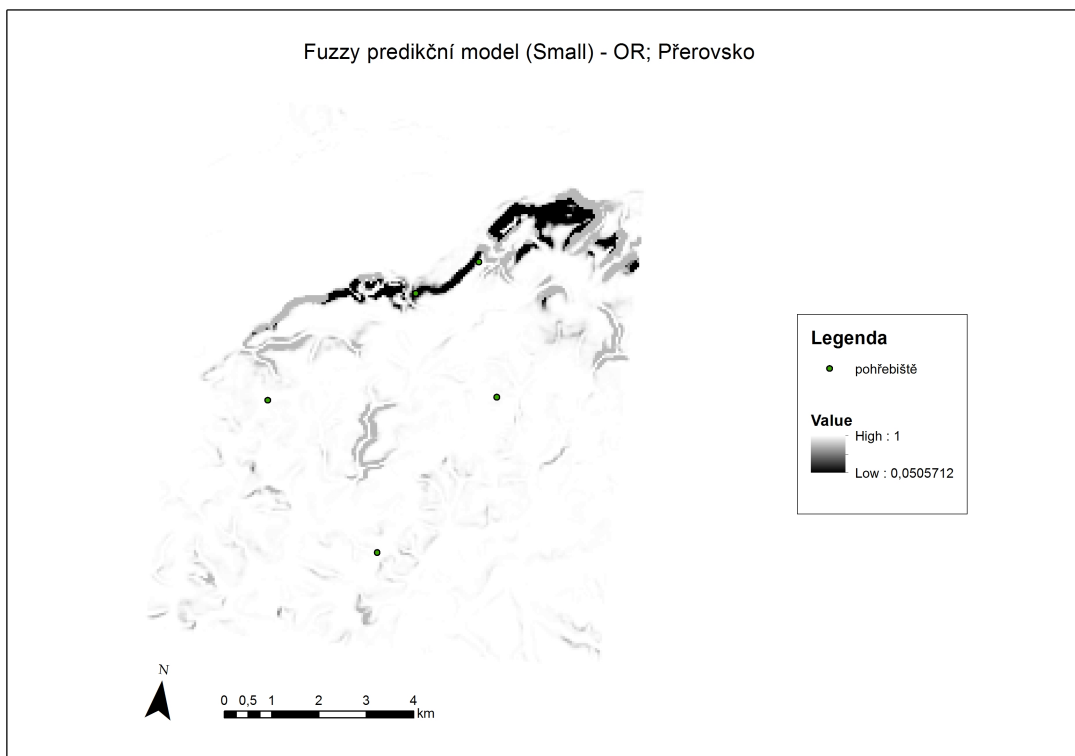 Fuzzy predikční model (Small) - OR; Přerovsko
Legenda
pohřebiště
Value
High : 1
Low : 0,0505712
N
0 0,5 1 2 3 4
km